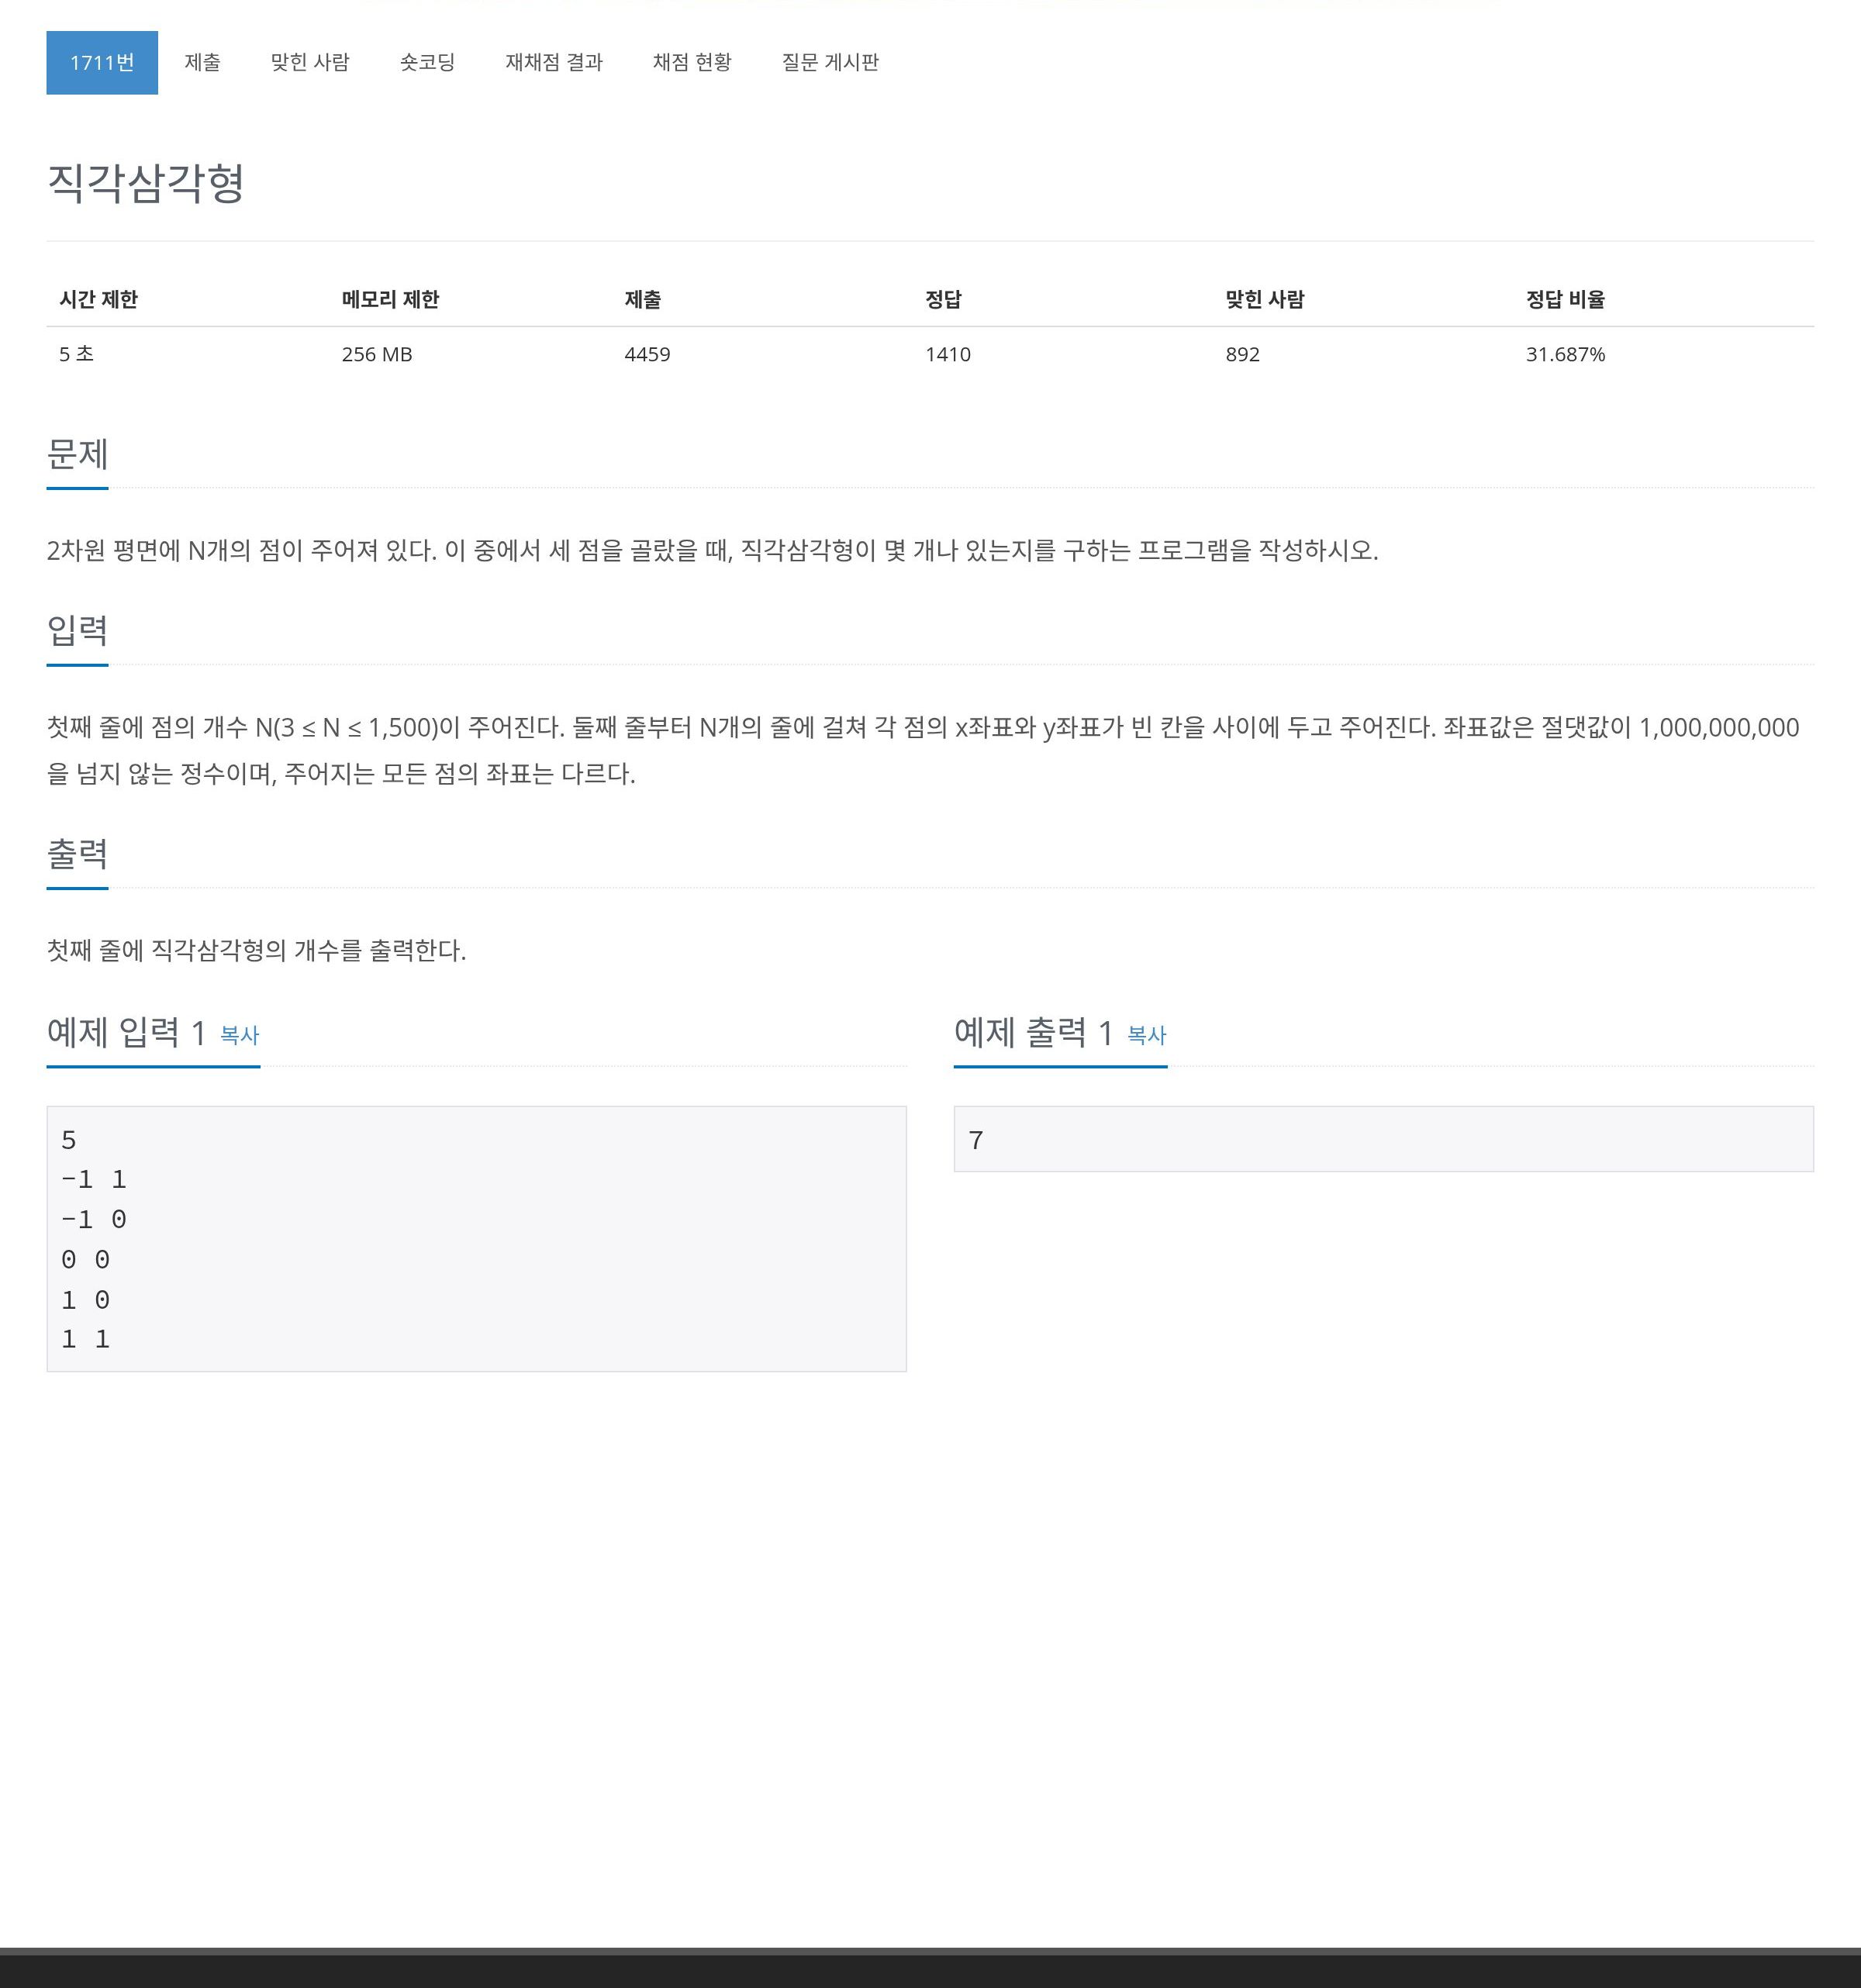 1711번 제출 맞힌 사람 숏코딩 재채점 결과 채점 현황 질문 게시판
직각삼각형
시간 제한 메모리 제한 제출 정답 맞힌 사람 정답 비율
5 초 256 MB 4459 1410 892 31.687%
문제
2차원 평면에 N개의 점이 주어져 있다. 이 중에서 세 점을 골랐을 때, 직각삼각형이 몇 개나 있는지를 구하는 프로그램을 작성하시오.
입력
첫째 줄에 점의 개수 N(3 ≤ N ≤ 1,500)이 주어진다. 둘째 줄부터 N개의 줄에 걸쳐 각 점의 x좌표와 y좌표가 빈 칸을 사이에 두고 주어진다. 좌표값은 절댓값이 1,000,000,000
을 넘지 않는 정수이며, 주어지는 모든 점의 좌표는 다르다.
출력
첫째 줄에 직각삼각형의 개수를 출력한다.
예제 입력 1 복사
5
-1 1
-1 0
0 0
1 0
1 1
예제 출력 1 복사
7